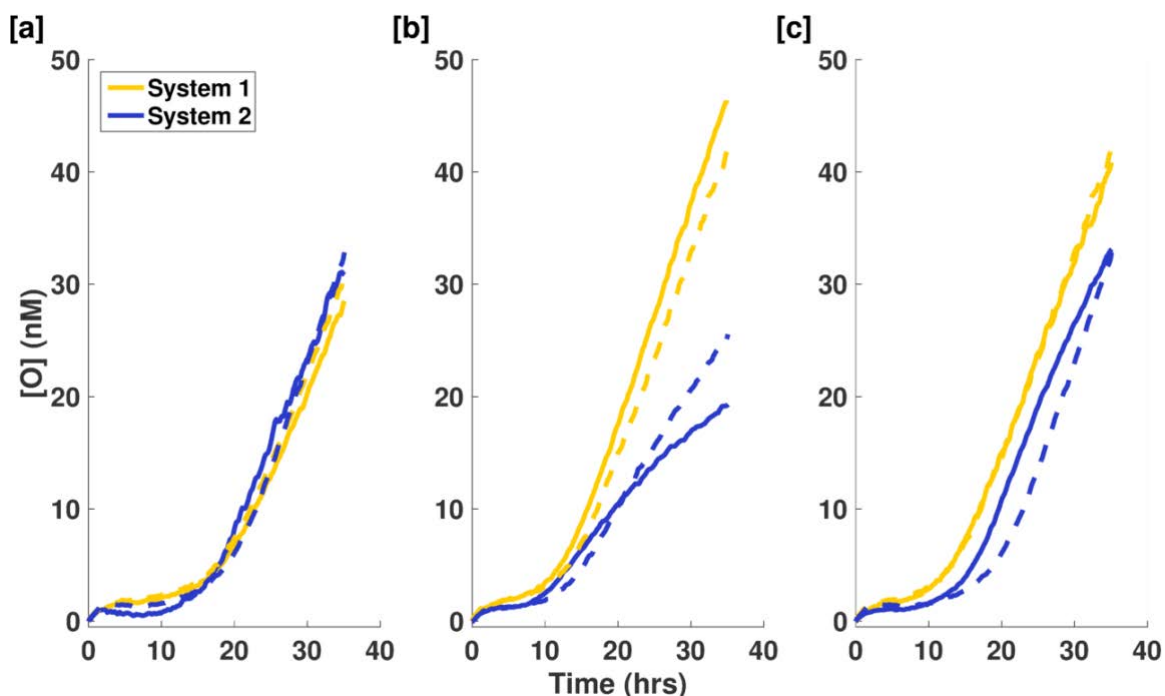 [a] [b] [c]
50 50 50
System 1
System 2
40 40 40
30 30 30
[O] (nM)
20 20 20
10 10 10
0 0 0
0 10 20 30 40 0 10 20 30 40 0 10 20 30 40
Time (hrs)